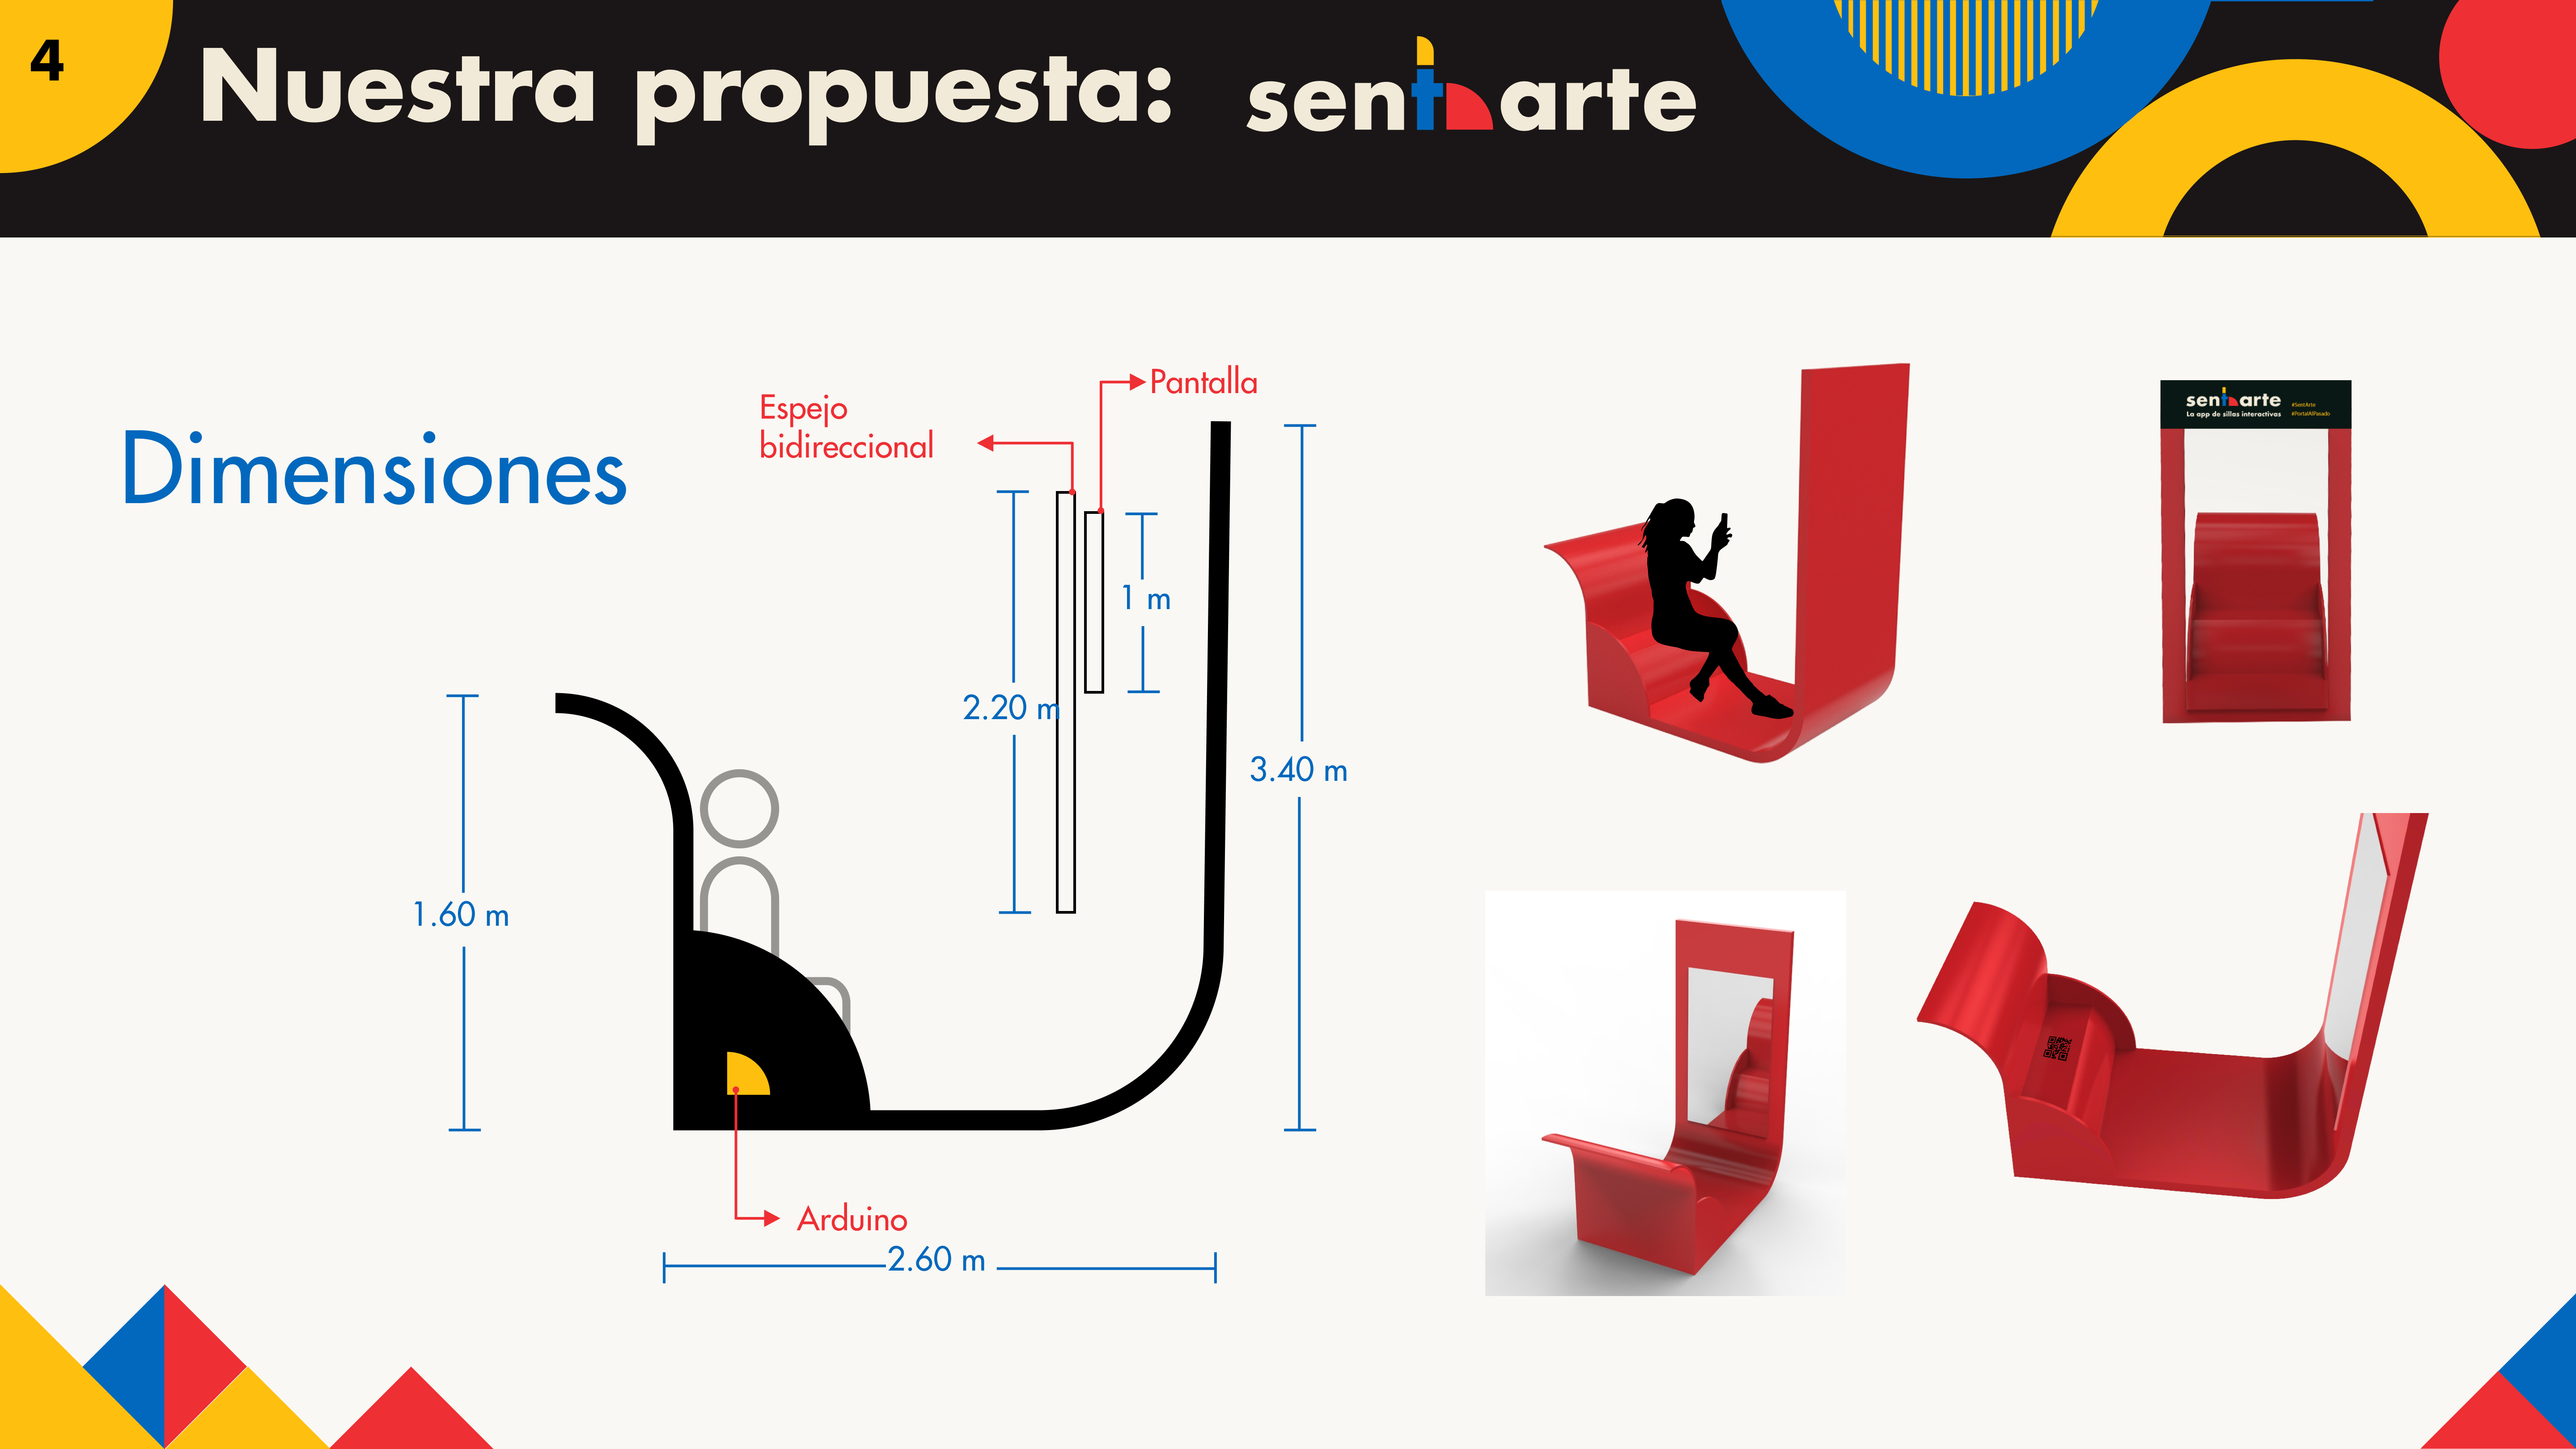 4
Nuestra propuesta: sentarte
Dimensiones
Espejo
bidireccional
Pantalla
1 m
2.20 m
3.40 m
1.60 m
Arduino
2.60 m
sentarte
La app de sillas interactivas
#SentArte
#PortalAlPasado